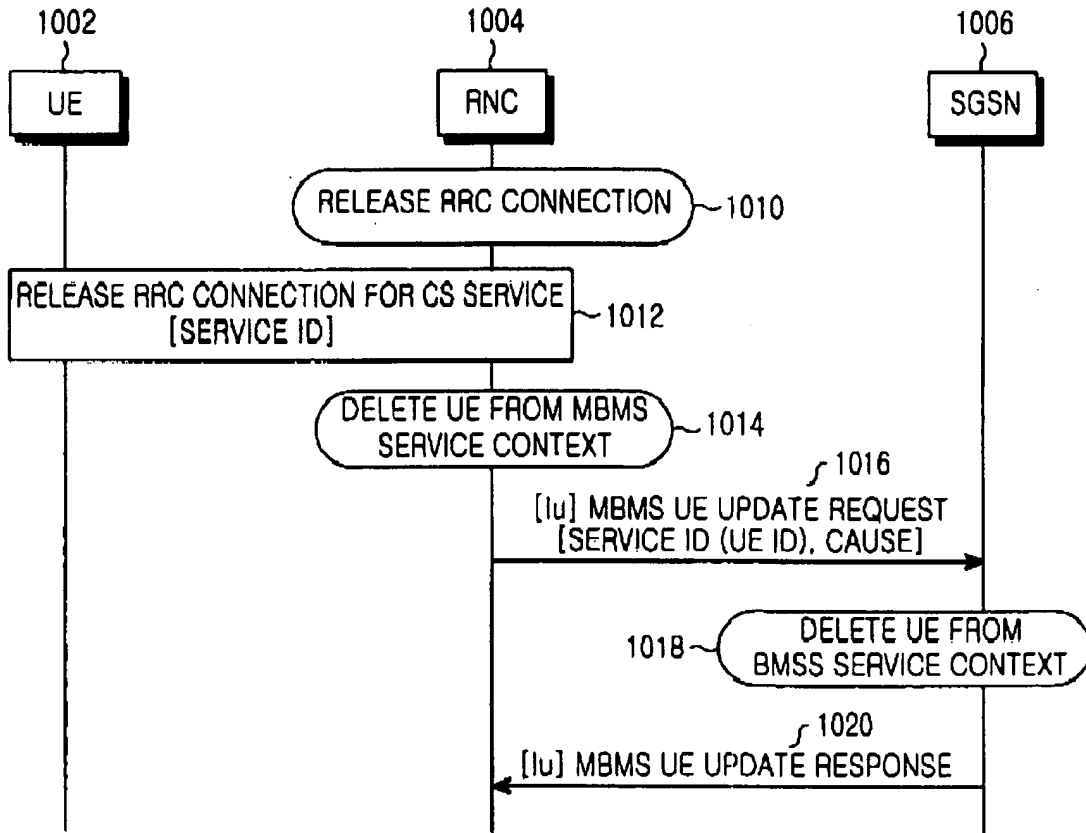 1002
1004
1006
UE
RNC
SGSN
RELEASE RRC CONNECTION
1010
RELEASE RRC CONNECTION FOR CS SERVICE
[SERVICE ID]
1012
DELETE UE FROM MBMS
SERVICE CONTEXT
1014
1016
[Iu] MBMS UE UPDATE REQUEST
[SERVICE ID (UE ID), CAUSE]
1018
DELETE UE FROM
BMSS SERVICE CONTEXT
1020
[Iu] MBMS UE UPDATE RESPONSE